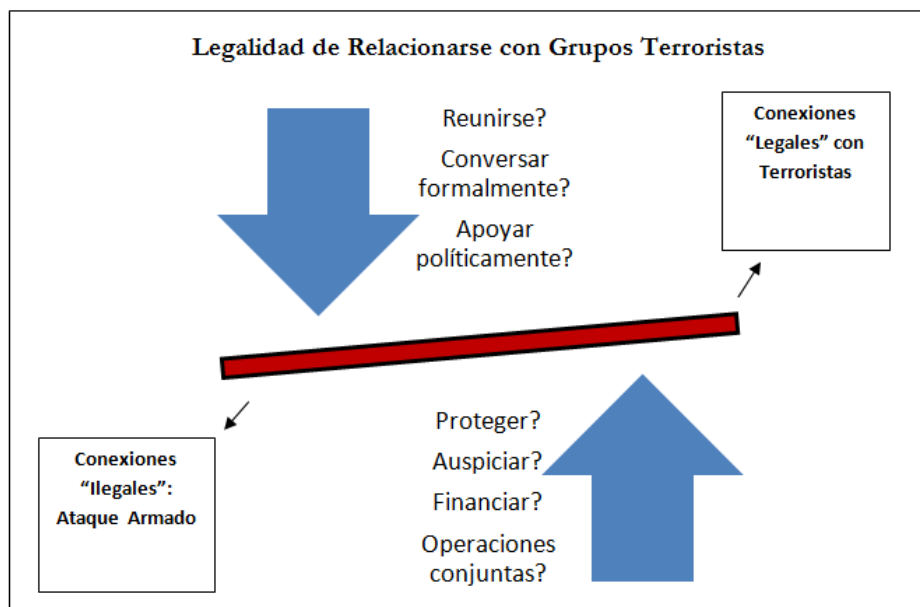 Legalidad de Relacionarse con Grupos Terroristas
Reunirse?
Conversar
formalmente?
Apoyar
políticamente?
Conexiones
“Legales” con
Terroristas
Proteger?
Auspiciar?
Financiar?
Operaciones
conjuntas?
Conexiones
“Ilegales”:
Ataque Armado